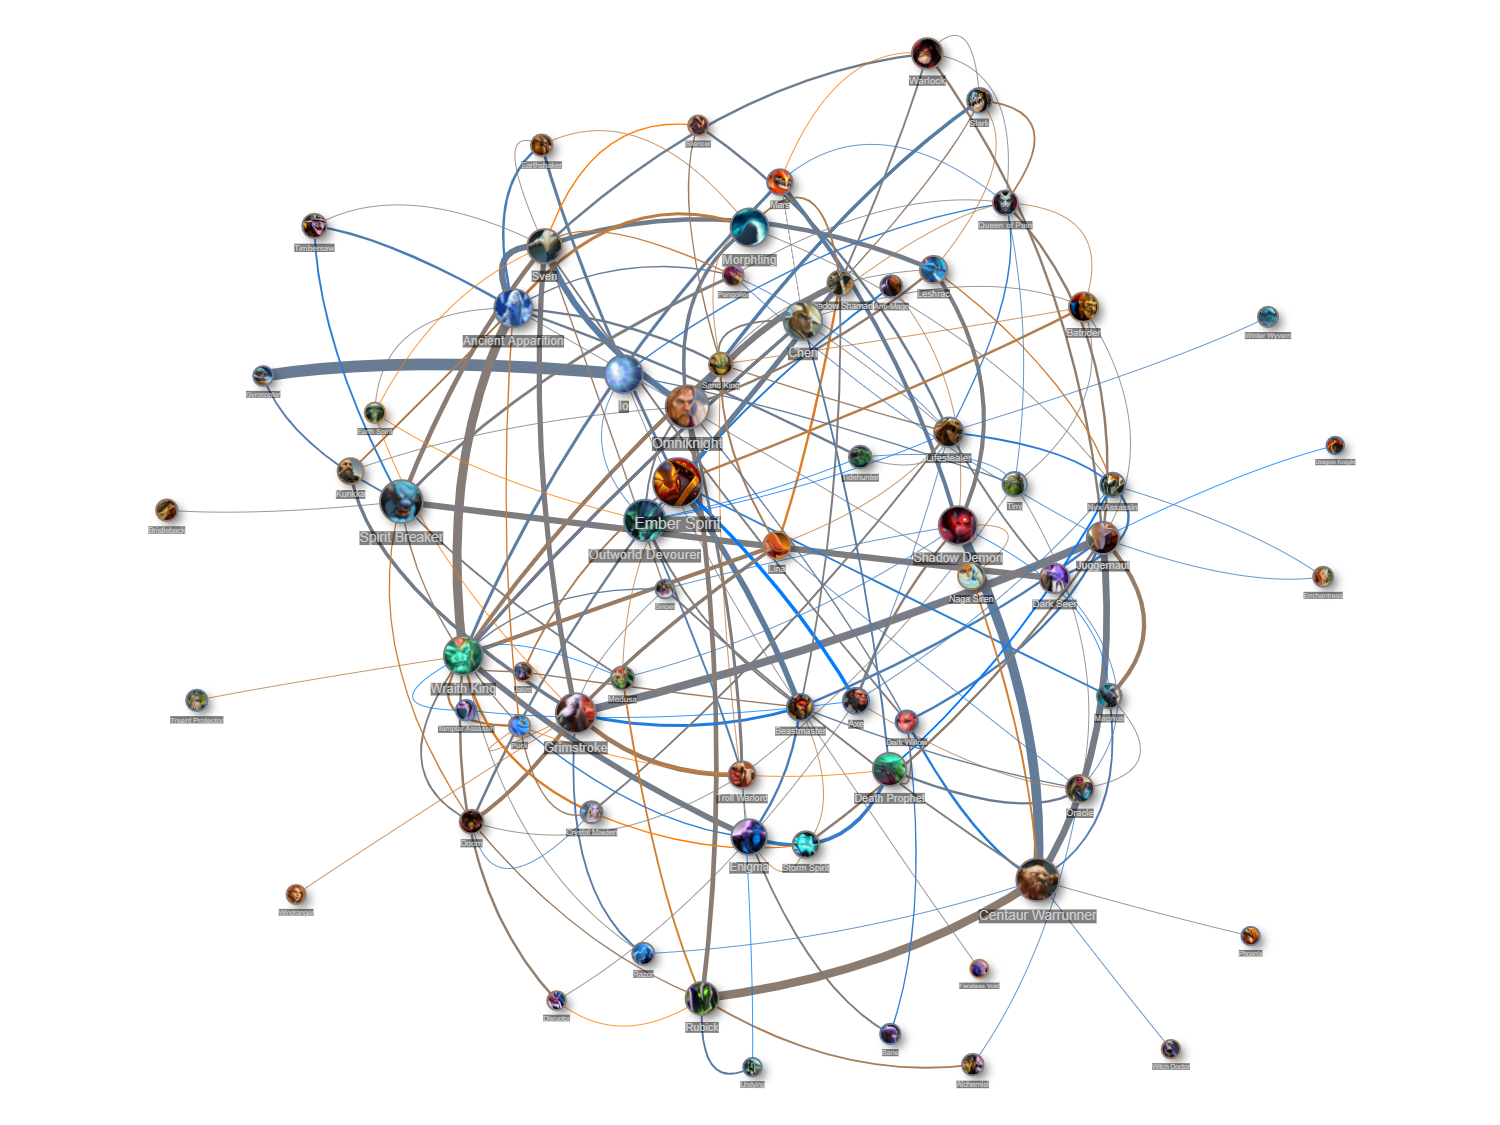 Warlock
Slark
Silencer
Earthshaker
Mars
Queen of Pain
Timbersaw
Morphling
Sven
Pangolier
Shadow Shaman
Anti-Mage
Leshrac
Batrider
Winter Wyvern
Ancient Apparition
Chen
Sand King
Gyrocopter
Io
Earth Spirit
Omniknight
Lifestealer
Dragon Knight
Tidehunter
Kunkka
Tiny
Nyx Assassin
Bristleback
Spirit Breaker
Ember Spirit
Outworld Devourer
Shadow Demon
Lina
Juggernaut
Naga Siren
Dark Seer
Enchantress
Sniper
Wraith King
Jakiro
Medusa
Treant Protector
Templar Assassin
Magnus
Beastmaster
Axe
Dark Willow
Puck
Grimstroke
Troll Warlord
Death Prophet
Oracle
Crystal Maiden
Doom
Enigma
Storm Spirit
Windranger
Centaur Warrunner
Phoenix
Razor
Faceless Void
Disruptor
Rubick
Bane
Witch Doctor
Undying
Alchemist